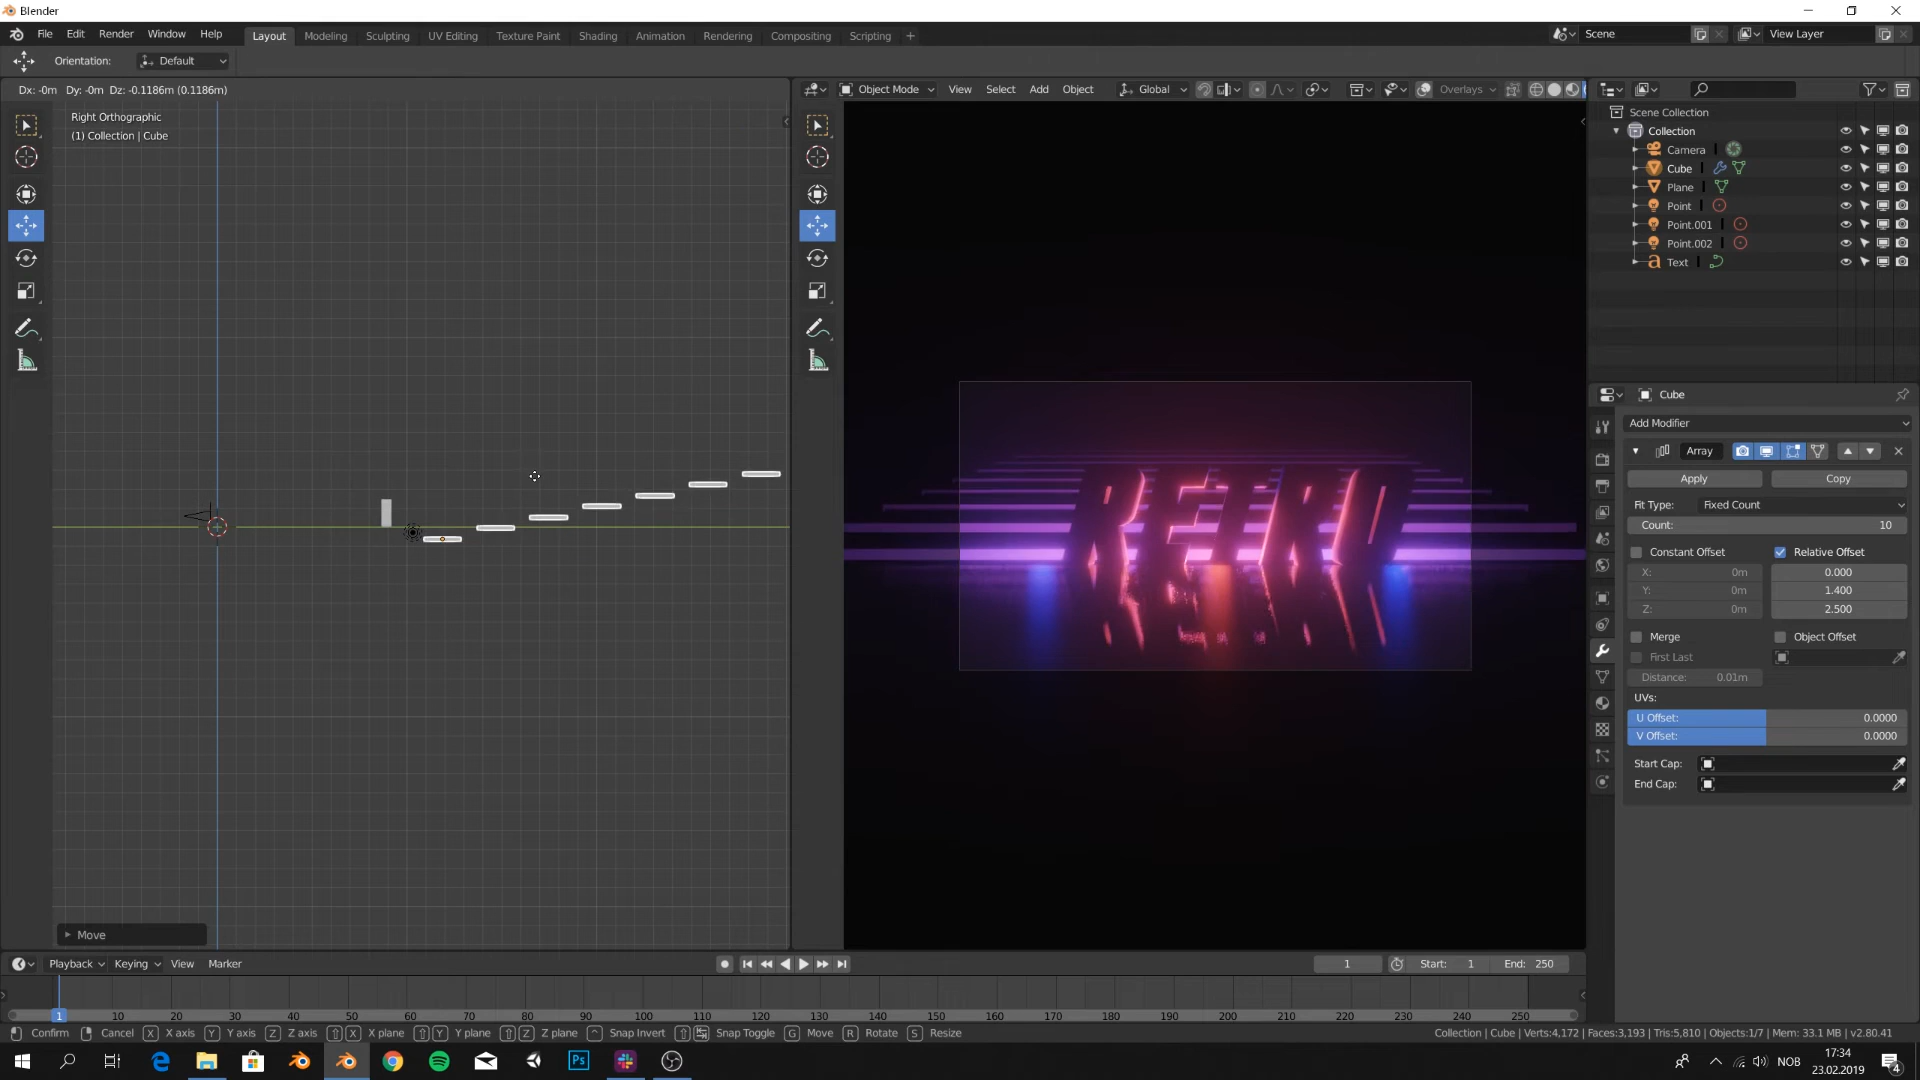 Blender
File Edit Render Window Help Layout Modeling Sculpting UV Editing Texture Paint Shading Animation Rendering Compositing Scripting + Scene View Layer
Orientation: Default
Dx: -0m Dy: -0m Dz: -0.1186m (0.1186m)
Object Mode View Select Add Object Global Overlays
Right Orthographic
(1) Collection | Cube
Scene Collection
Collection
Camera
Cube
Plane
Point
Point.001
Point.002
Text
RETRO
Cube
Add Modifier
Array
Apply Copy
Fit Type: Fixed Count
Count: 10
Constant Offset Relative Offset
X: 0m 0.000
Y: 0m 1.400
Z: 0m 2.500
Merge Object Offset
First Last
Distance: 0.01m
UVs:
U Offset: 0.0000
V Offset: 0.0000
Start Cap:
End Cap:
Move
Playback Keying View Marker 1 Start: 1 End: 250
1 10 20 30 40 50 60 70 80 90 100 110 120 130 140 150 160 170 180 190 200 210 220 230 240 250
Confirm Cancel X X axis Y Y axis Z Z axis X X plane Y Y plane Z Z plane Snap Invert Snap Toggle G Move R Rotate S Resize Collection | Cube | Verts:4,172 | Faces:3,193 | Tris:5,810 | Objects:1/7 | Mem: 33.1 MB | v2.80.41
Ps NOB 17:34
23.02.2019 4